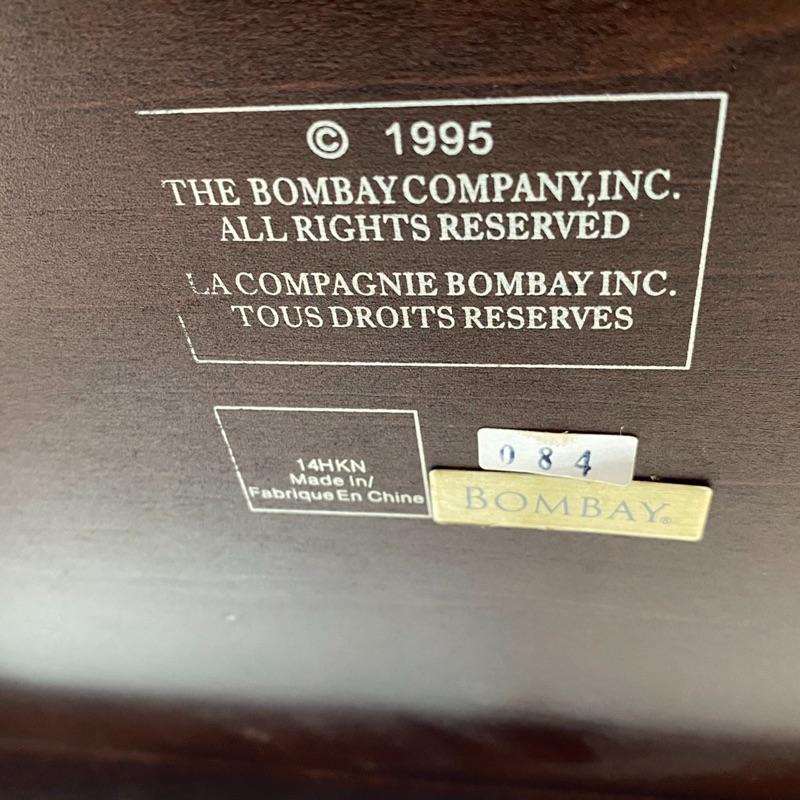 © 1995
THE BOMBAY COMPANY, INC.
ALL RIGHTS RESERVED
LA COMPAGNIE BOMBAY INC.
TOUS DROITS RESERVES
14HKN
Made In/
Fabrique En Chine
084
BOMBAY®